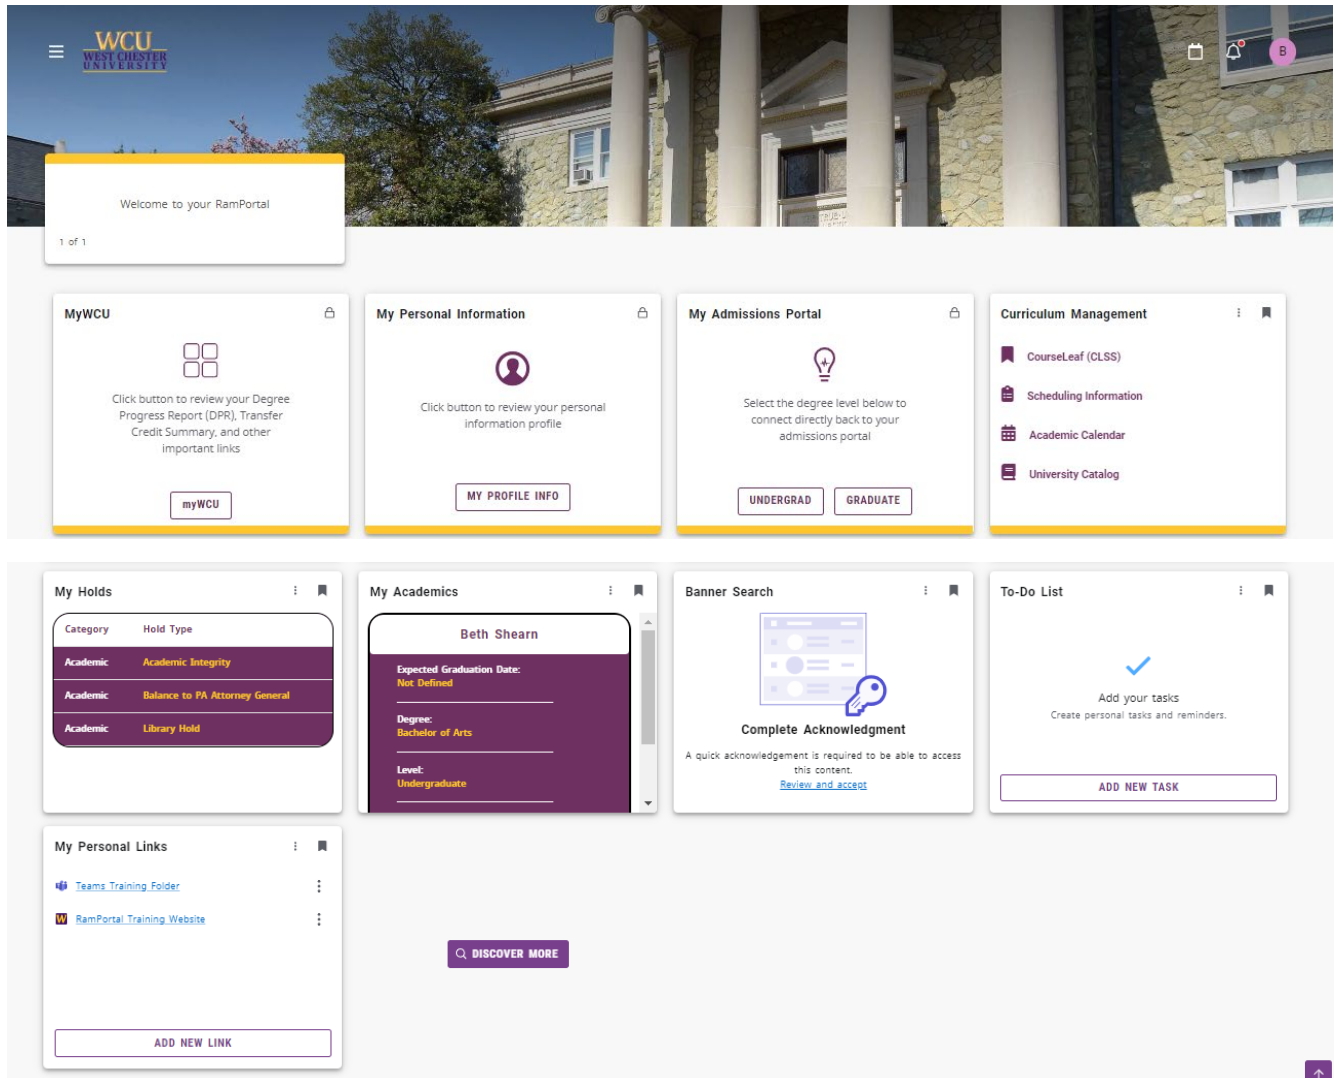 WCU
WEST CHESTER
UNIVERSITY
B
Welcome to your RamPortal
1 of 1
MyWCU
Click button to review your Degree
Progress Report (DPR), Transfer
Credit Summary, and other
important links
myWCU
My Personal Information
Click button to review your personal
information profile
MY PROFILE INFO
My Admissions Portal
Select the degree level below to
connect directly back to your
admissions portal
UNDERGRAD GRADUATE
Curriculum Management
CourseLeaf (CLSS)
Scheduling Information
Academic Calendar
University Catalog
My Holds
Category Hold Type
Academic Academic Integrity
Academic Balance to PA Attorney General
Academic Library Hold
My Academics
Beth Shearn
Expected Graduation Date:
Not Defined
Degree:
Bachelor of Arts
Level:
Undergraduate
Banner Search
Complete Acknowledgment
A quick acknowledgement is required to be able to access
this content.
Review and accept
To-Do List
Add your tasks
Create personal tasks and reminders.
ADD NEW TASK
My Personal Links
Teams Training Folder
W RamPortal Training Website
ADD NEW LINK
DISCOVER MORE